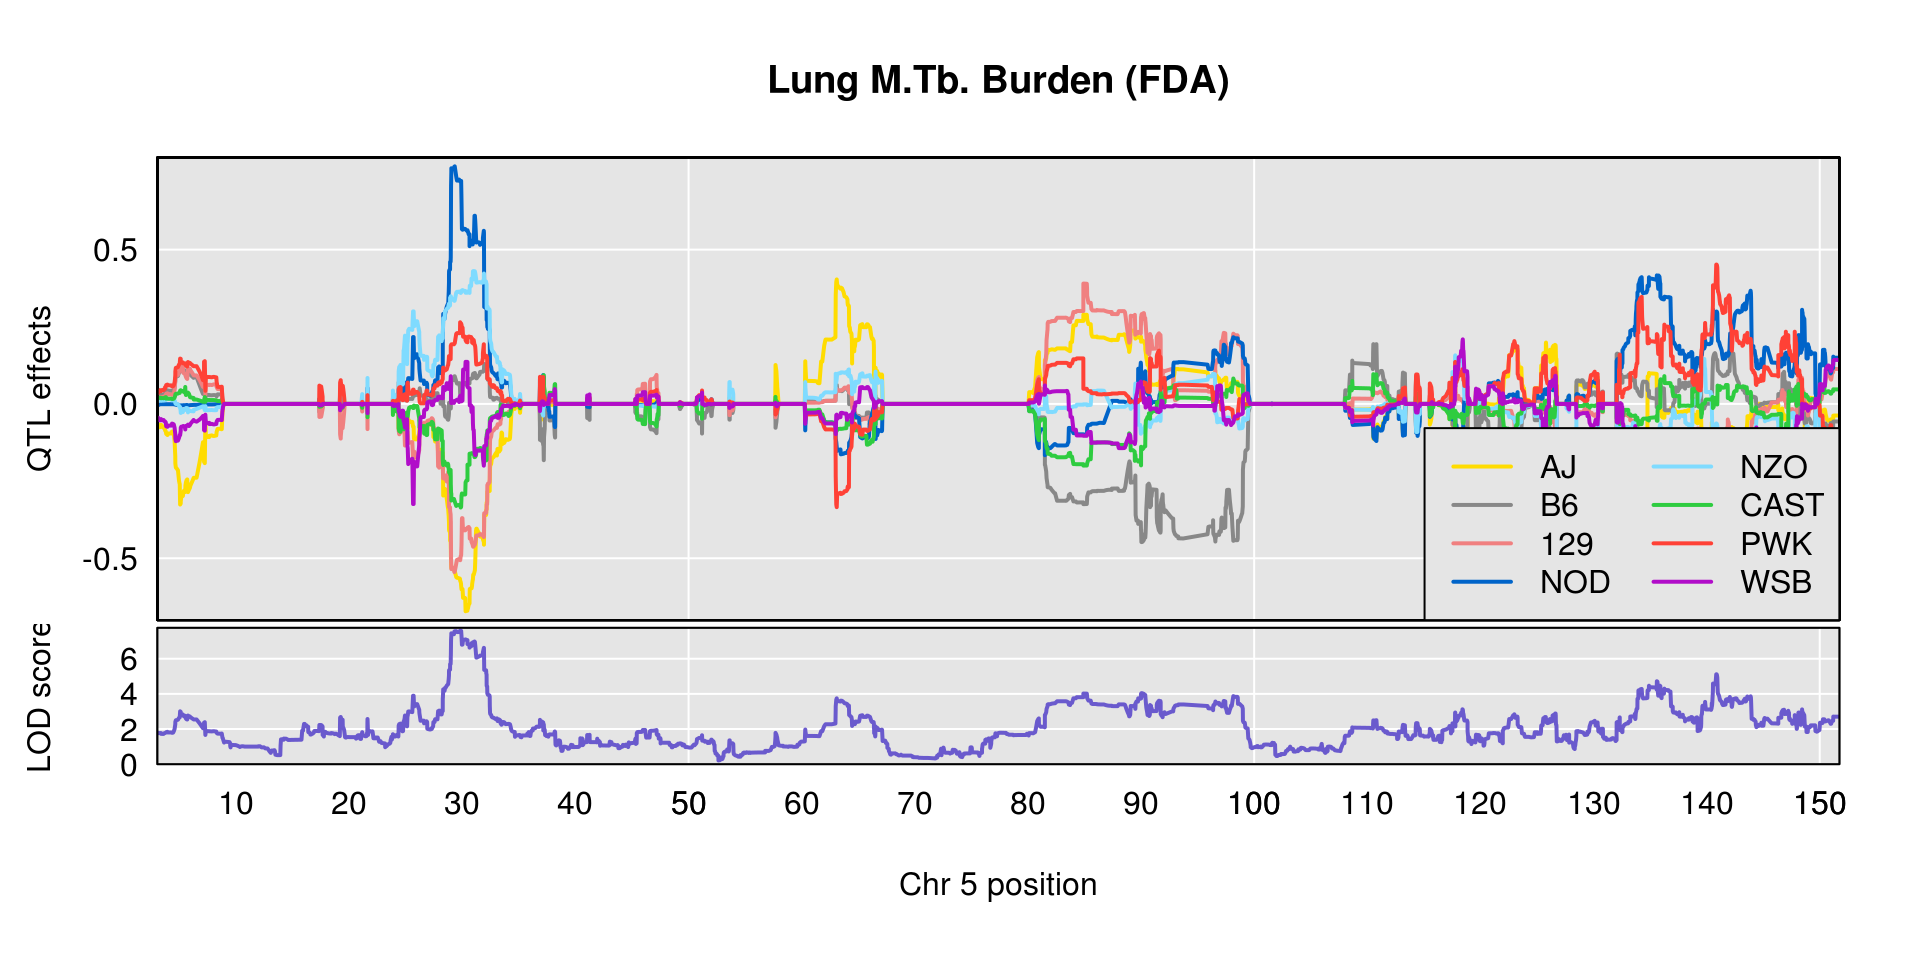 Lung M.Tb. Burden (FDA)
QTL effects
0.5
0.0
-0.5
AJ
B6
129
NOD
NZO
CAST
PWK
WSB
LOD score
6
4
2
0
10 20 30 40 50 60 70 80 90 100 110 120 130 140 150
Chr 5 position